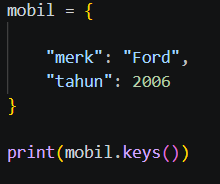 mobil = {
"merk": "Ford",
"tahun": 2006
}
print(mobil.keys())